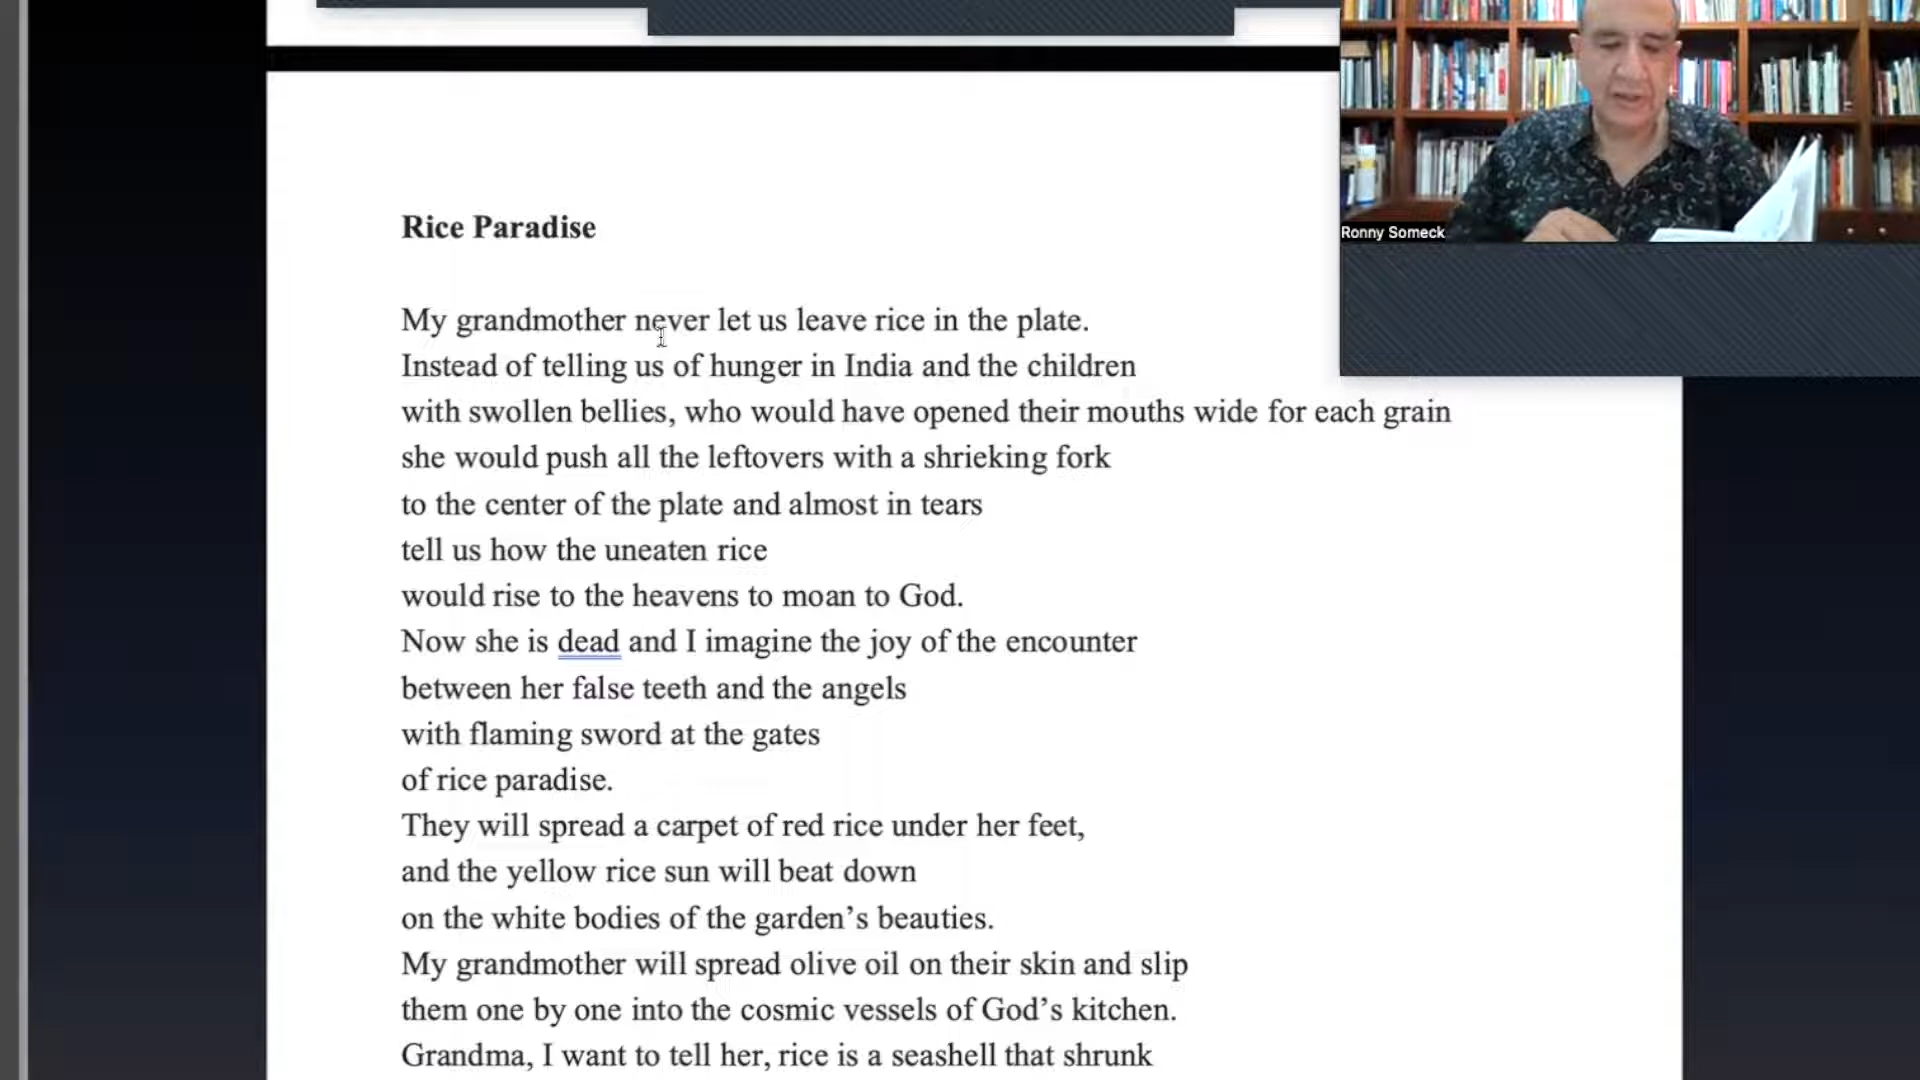 Rice Paradise
My grandmother never let us leave rice in the plate.
Instead of telling us of hunger in India and the children
with swollen bellies, who would have opened their mouths wide for each grain
she would push all the leftovers with a shrieking fork
to the center of the plate and almost in tears
tell us how the uneaten rice
would rise to the heavens to moan to God.
Now she is dead and I imagine the joy of the encounter
between her false teeth and the angels
with flaming sword at the gates
of rice paradise.
They will spread a carpet of red rice under her feet,
and the yellow rice sun will beat down
on the white bodies of the garden’s beauties.
My grandmother will spread olive oil on their skin and slip
them one by one into the cosmic vessels of God’s kitchen.
Grandma, I want to tell her, rice is a seashell that shrunk
Ronny Someck